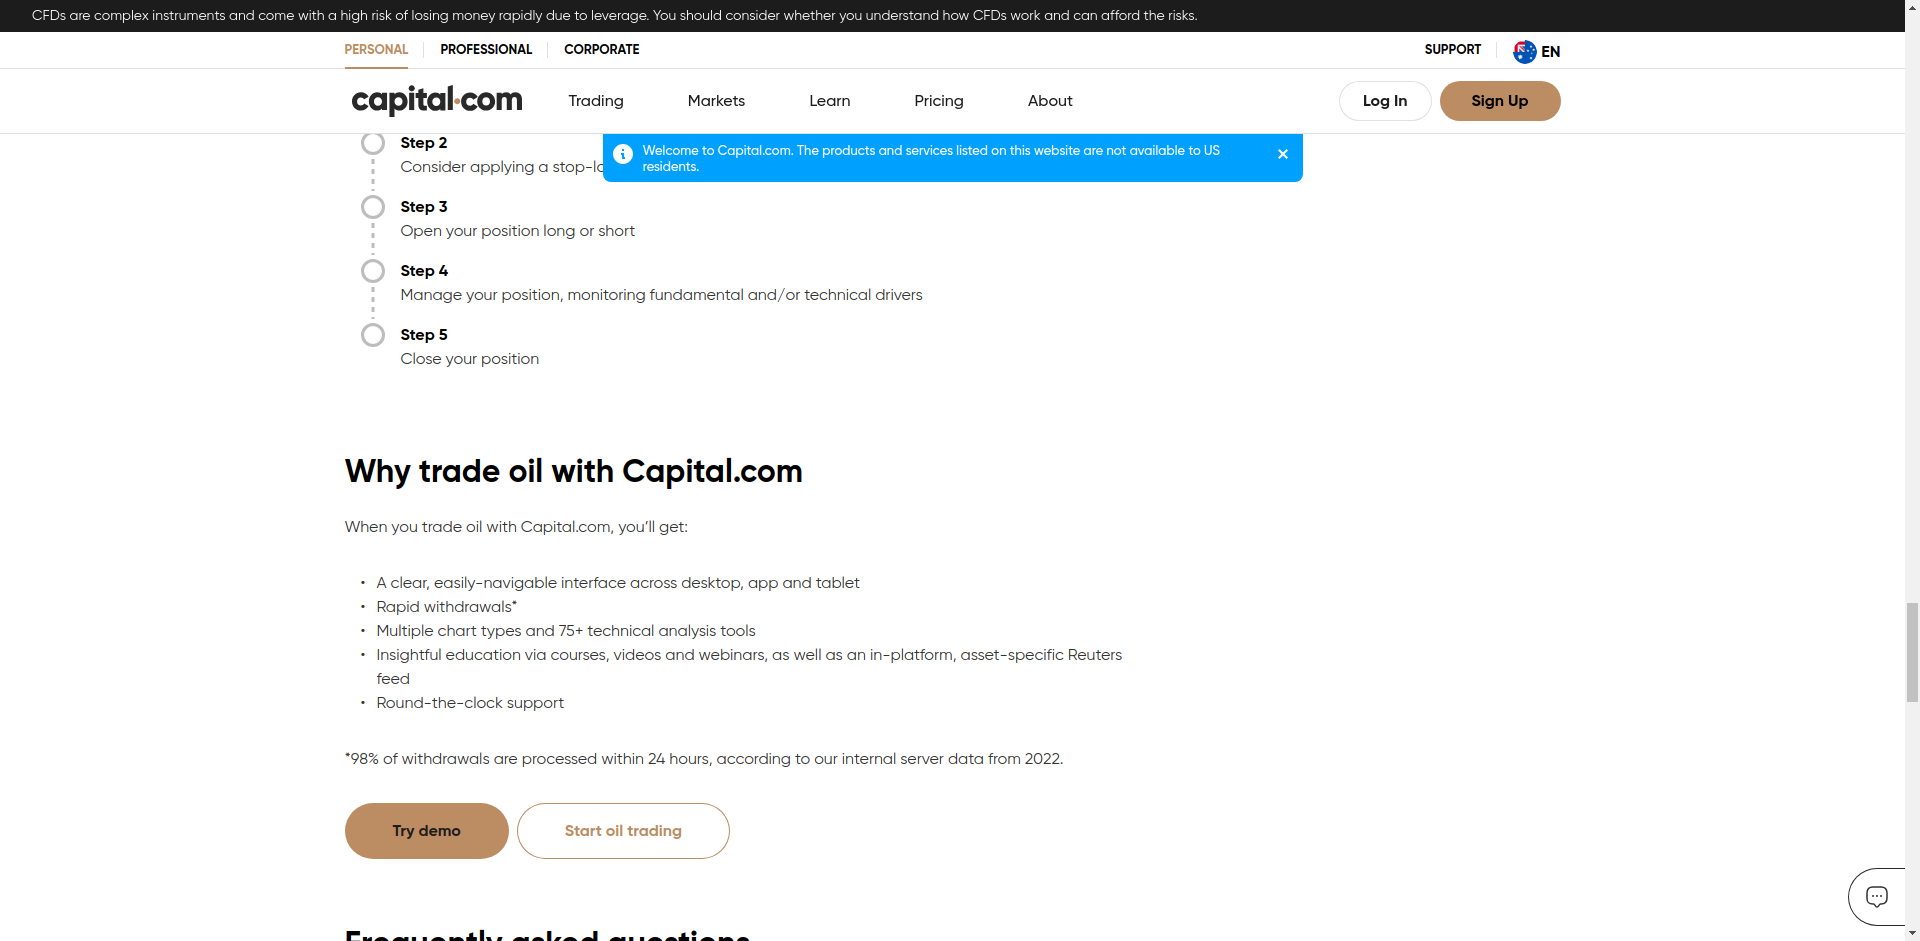 CFDs are complex instruments and come with a high risk of losing money rapidly due to leverage. You should consider whether you understand how CFDs work and can afford the risks.
PERSONAL
PROFESSIONAL
CORPORATE
SUPPORT
EN
capital.com
Trading
Markets
Learn
Pricing
About
Log In
Sign Up
Welcome to Capital.com. The products and services listed on this website are not available to US
residents.
Step 2
Consider applying a
Step 3
Open your position long or short
Step 4
Manage your position, monitoring fundamental and/or technical drivers
Step 5
Close your position
Why trade oil with Capital.com
When you trade oil with Capital.com, you’ll get:
• A clear, easily-navigable interface across desktop, app and tablet
• Rapid withdrawals*
• Multiple chart types and 75+ technical analysis tools
• Insightful education via courses, videos and webinars, as well as an in-platform, asset-specific Reuters
feed
• Round-the-clock support
*98% of withdrawals are processed within 24 hours, according to our internal server data from 2022.
Try demo
Start oil trading
Frequently asked questions